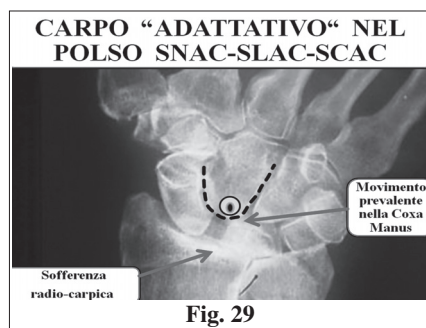 CARPO “ADATTATIVO“ NEL
POLSO SNAC-SLAC-SCAC
Movimento
prevalente
nella Coxa
Manus
Sofferenza
radio-carpica
Fig. 29